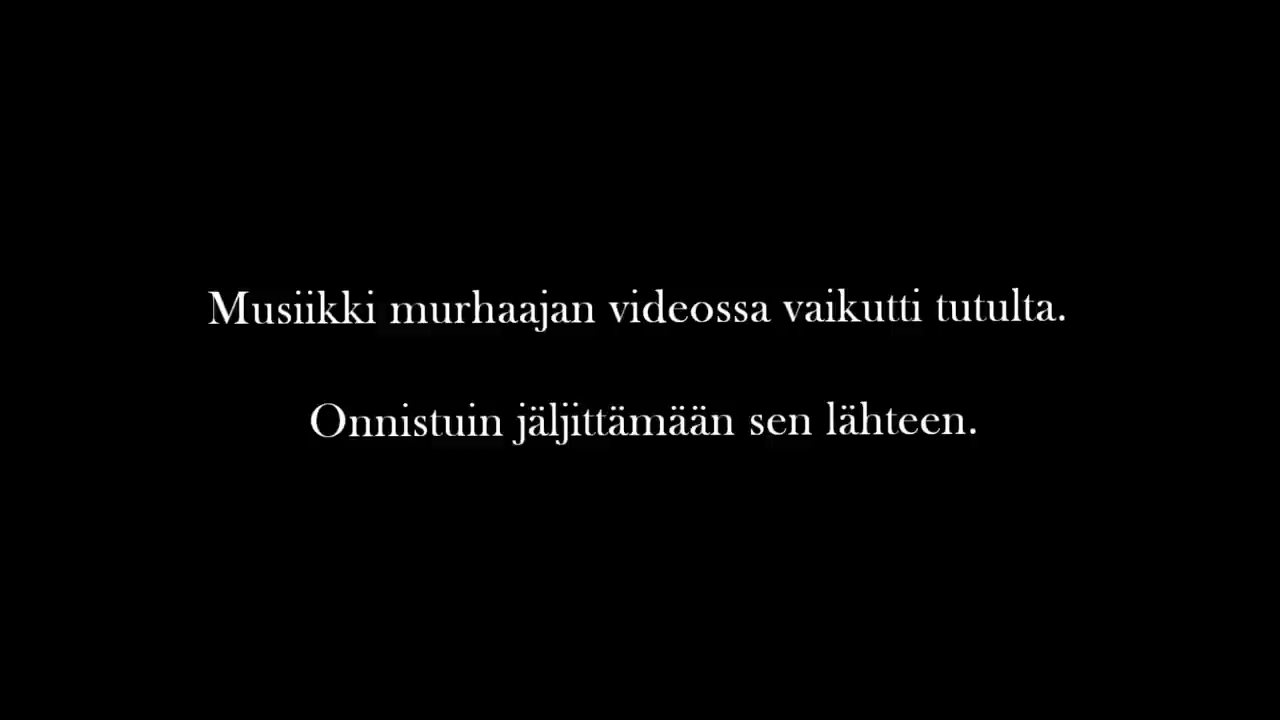 Musiikki murhaajan videossa vaikutti tutulta.
Onnistuin jäljittämään sen lähteen.